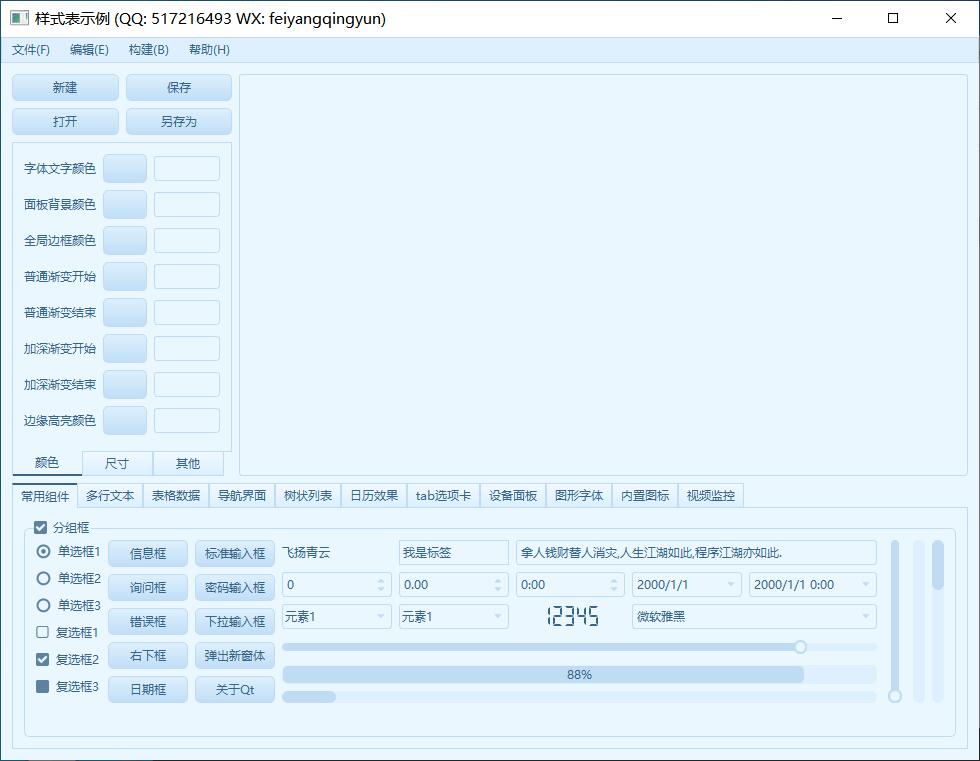 样式表示例 (QQ: 517216493 WX: feiyangqingyun)
文件(F) 编辑(E) 构建(B) 帮助(H)
新建 保存
打开 另存为
字体文字颜色
面板背景颜色
全局边框颜色
普通渐变开始
普通渐变结束
加深渐变开始
加深渐变结束
边缘高亮颜色
颜色 尺寸 其他
常用组件 多行文本 表格数据 导航界面 树状列表 日历效果 tab选项卡 设备面板 图形字体 内置图标 视频监控
分组框
单选框1 信息框 标准输入框 飞扬青云 我是标签 拿人钱财替人消灾,人生江湖如此,程序江湖亦如此.
单选框2 询问框 密码输入框 0 0.00 0:00 2000/1/1 2000/1/1 0:00
单选框3 错误框 下拉输入框 元素1 元素1 12345 微软雅黑
复选框1
复选框2 右下框 弹出新窗体
复选框3 日期框 关于Qt 88%